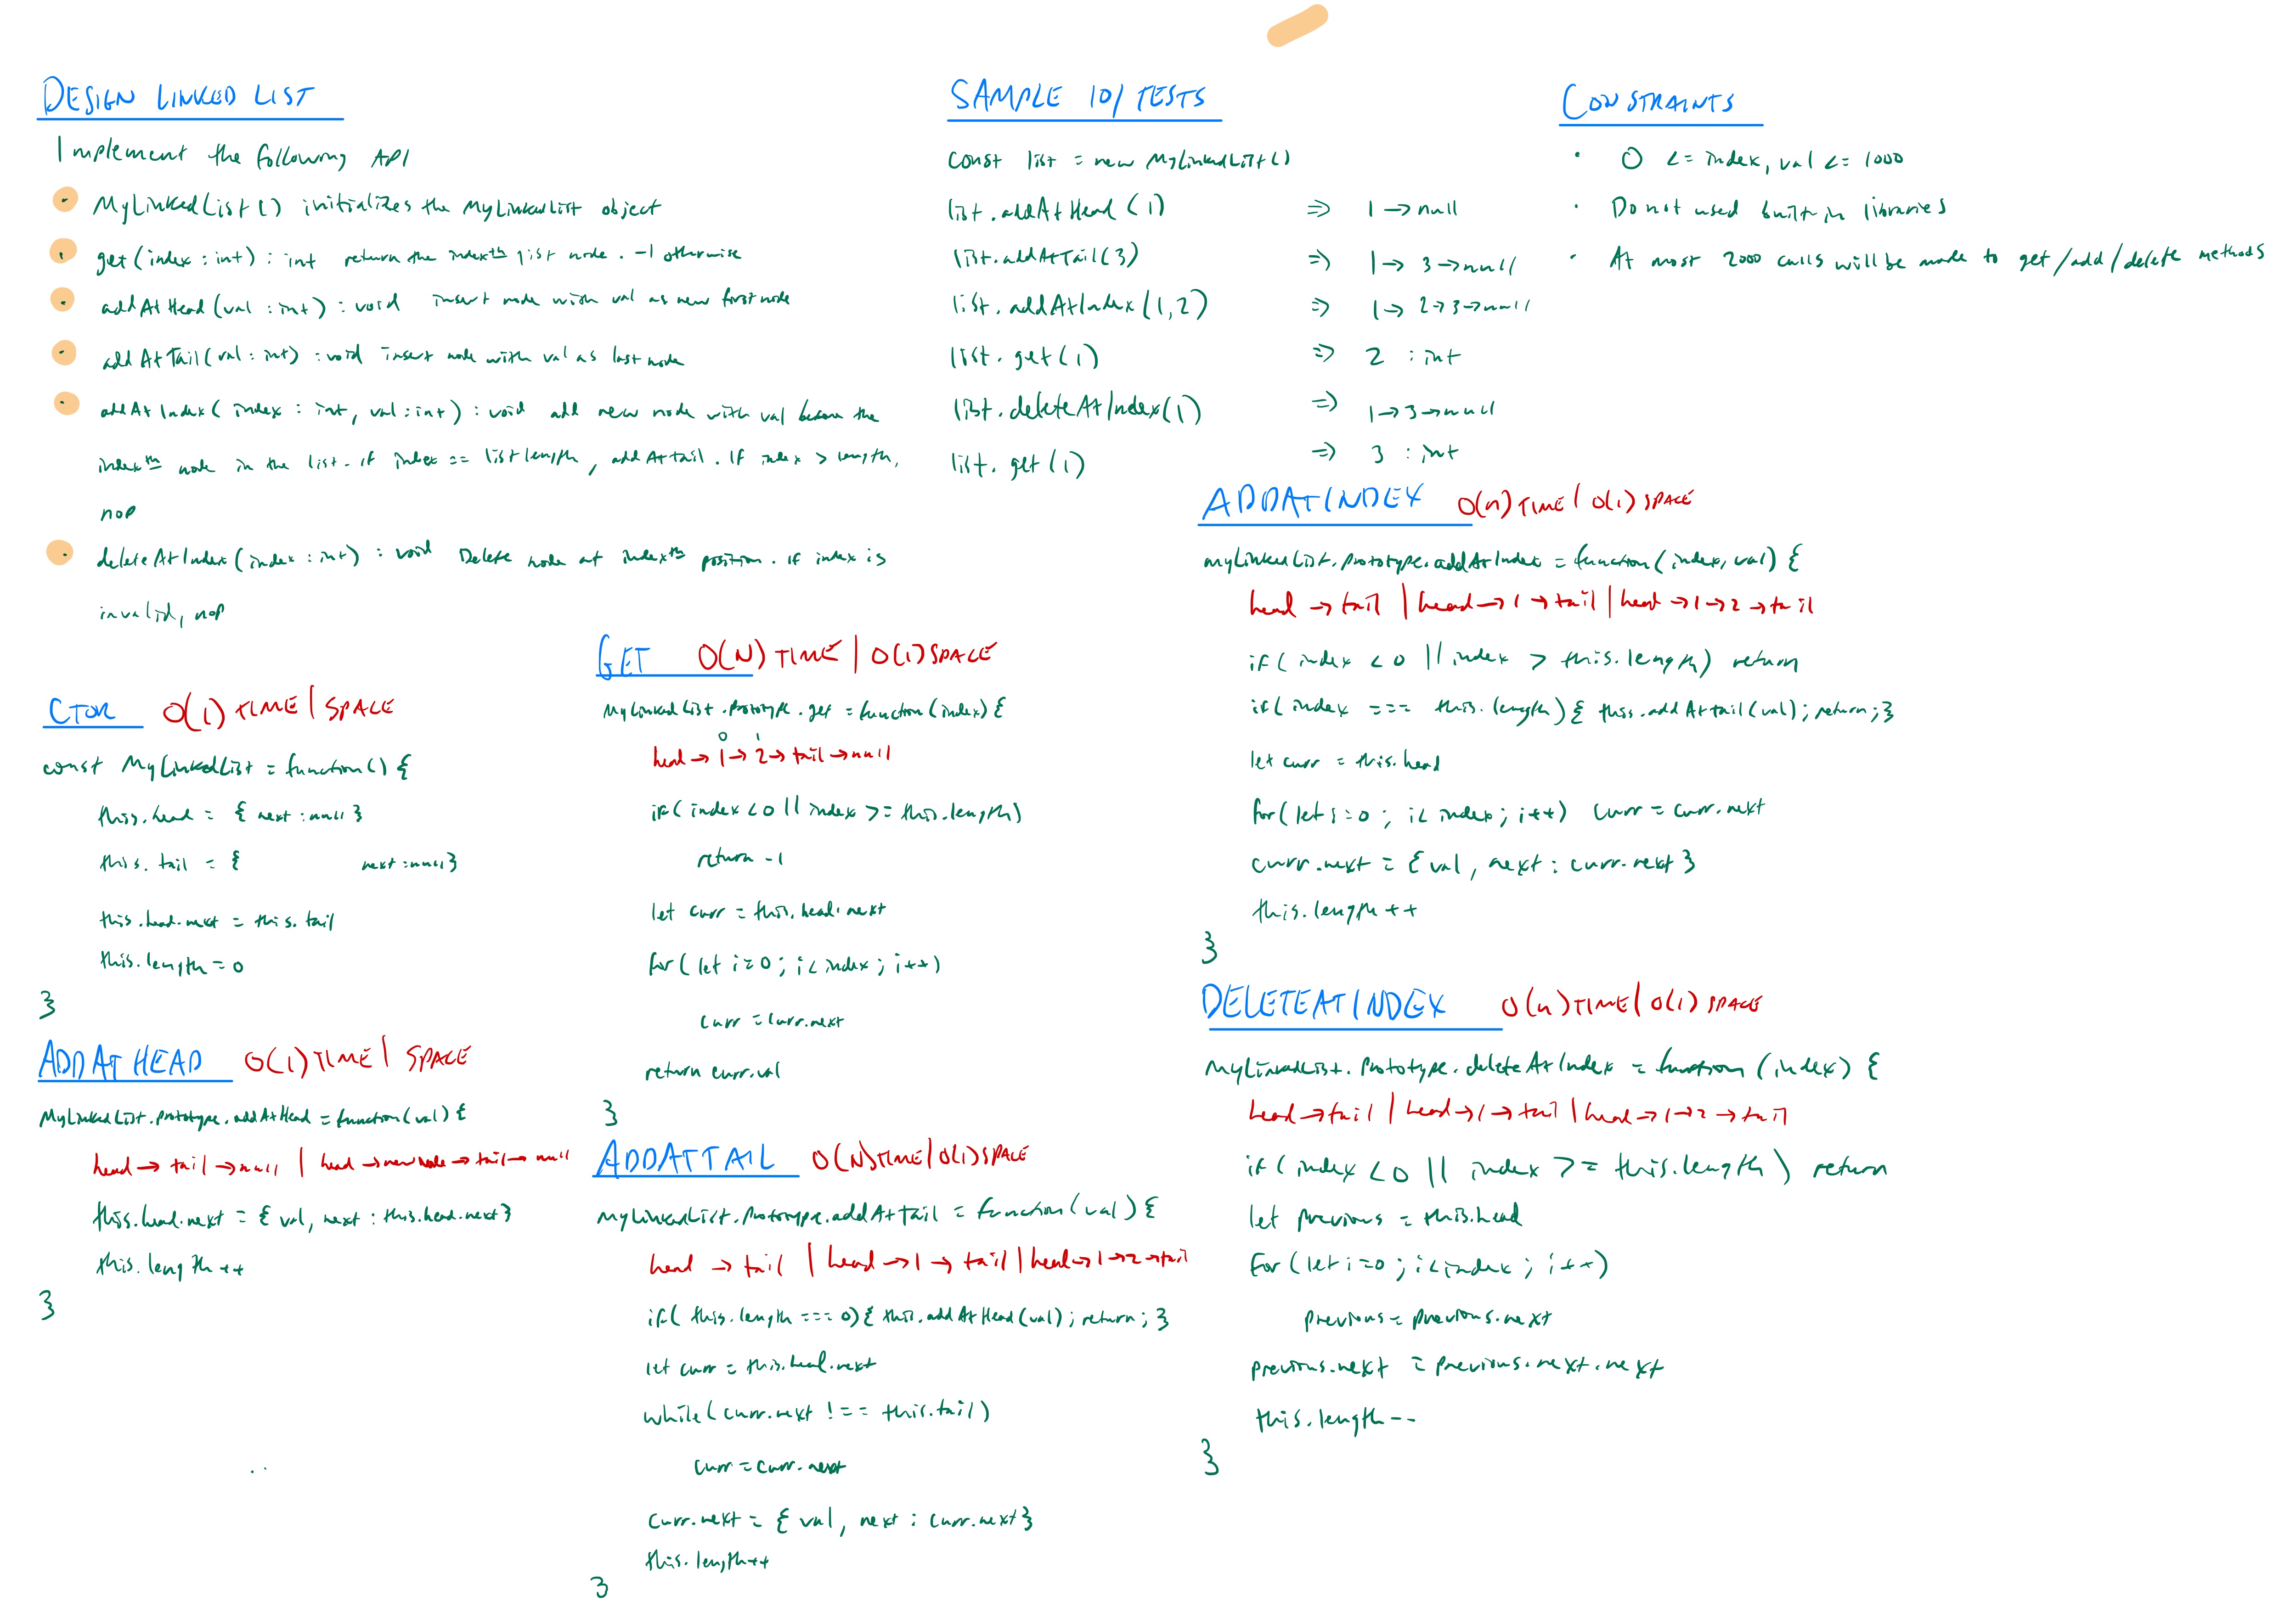 DESIGN LINKED LIST
Implement the following API
• MyLinkedList() initializes the MyLinkedList object
• get(index : int) : int return the indexth list node. -1 otherwise
• addAtHead(val : int) : void insert node with val as new first node
• addAtTail(val : int) : void insert node with val as last node
• addAtIndex(index : int, val : int) : void add new node with val before the
indexth node in the list. if index == list length, addAtTail. If index > length,
nop
• deleteAtIndex(index : int) : void Delete node at indexth position. if index is
invalid, nop
SAMPLE IO/TESTS
const list = new MyLinkedList()
list.addAtHead(1) => 1 → null
list.addAtTail(3) => 1 → 3 → null
list.addAtIndex(1,2) => 1 → 2 → 3 → null
list.get(1) => 2 : int
list.deleteAtIndex(1) => 1 → 3 → null
list.get(1) => 3 : int
CONSTRAINTS
• 0 <= index, val <= 1000
• Do not used built in libraries
• At most 2000 calls will be made to get/add/delete methods
CTOR O(1) TIME | SPACE
const MyLinkedList = function() {
this.head = { next : null }
this.tail = { next : null }
this.head.next = this.tail
this.length = 0
}
ADDATHEAD O(1) TIME | SPACE
MyLinkedList.prototype.addAtHead = function(val) {
head → tail → null | head → newNode → tail → null
this.head.next = { val, next : this.head.next }
this.length++
}
GET O(N) TIME | O(1) SPACE
MyLinkedList.prototype.get = function(index) {
0 1
head → 1 → 2 → tail → null
if( index < 0 || index >= this.length)
return -1
let curr = this.head.next
for( let i = 0 ; i < index ; i++)
curr = curr.next
return curr.val
}
ADDATTAIL O(N) TIME | O(1) SPACE
MyLinkedList.prototype.addAtTail = function(val) {
head → tail | head → 1 → tail | head → 1 → 2 → tail
if( this.length === 0) { this.addAtHead(val) ; return ; }
let curr = this.head.next
while( curr.next !== this.tail)
curr = curr.next
curr.next = { val, next : curr.next }
this.length++
}
ADDATINDEX O(n) TIME | O(1) SPACE
MyLinkedList.prototype.addAtIndex = function(index, val) {
head → tail | head → 1 → tail | head → 1 → 2 → tail
if( index < 0 || index > this.length) return
if( index === this.length) { this.addAtTail(val) ; return ; }
let curr = this.head
for( let i = 0 ; i < index ; i++) curr = curr.next
curr.next = { val, next : curr.next }
this.length++
}
DELETEATINDEX O(n) TIME | O(1) SPACE
MyLinkedList.prototype.deleteAtIndex = function (index) {
head → tail | head → 1 → tail | head → 1 → 2 → tail
if( index < 0 || index >= this.length) return
let previous = this.head
for( let i = 0 ; i < index ; i++)
previous = previous.next
previous.next = previous.next.next
this.length--
}